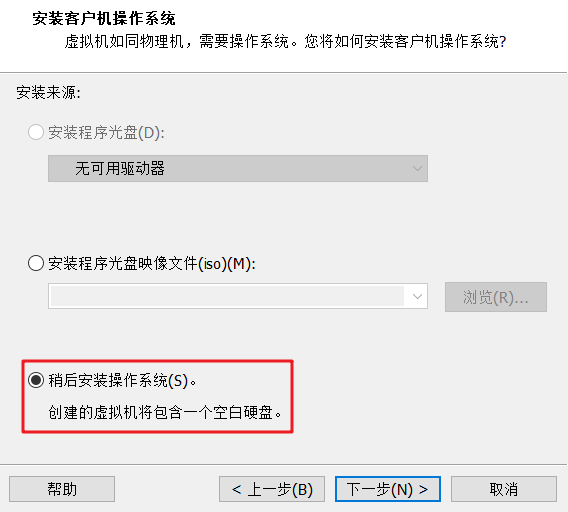 安装客户机操作系统
虚拟机如同物理机，需要操作系统。您将如何安装客户机操作系统?
安装来源:
安装程序光盘(D):
无可用驱动器
安装程序光盘映像文件(iso)(M):
浏览(R)...
稍后安装操作系统(S)。
创建的虚拟机将包含一个空白硬盘。
帮助
< 上一步(B)
下一步(N) >
取消